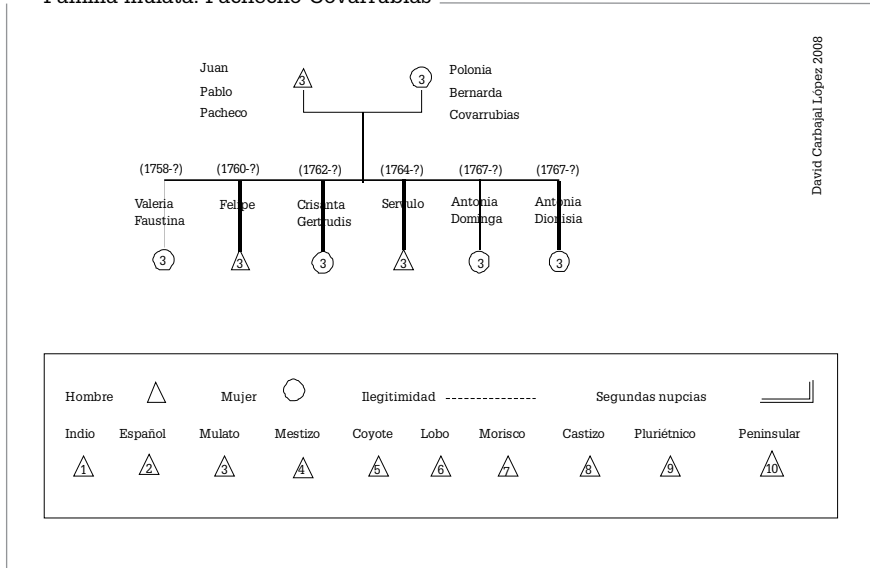 Familia mulata: Pachecho-Covarrubias
David Carbajal López 2008
Juan
Pablo
Pacheco
3
3
Polonia
Bernarda
Covarrubias
(1758-?) (1760-?) (1762-?) (1764-?) (1767-?) (1767-?)
Valeria Felipe Crisanta Servulo Antonia Antonia
Faustina Gertrudis Dominga Dionisia
3 3 3 3 3 3
Hombre Mujer Ilegitimidad Segundas nupcias
Indio Español Mulato Mestizo Coyote Lobo Morisco Castizo Pluriétnico Peninsular
1 2 3 4 5 6 7 8 9 10